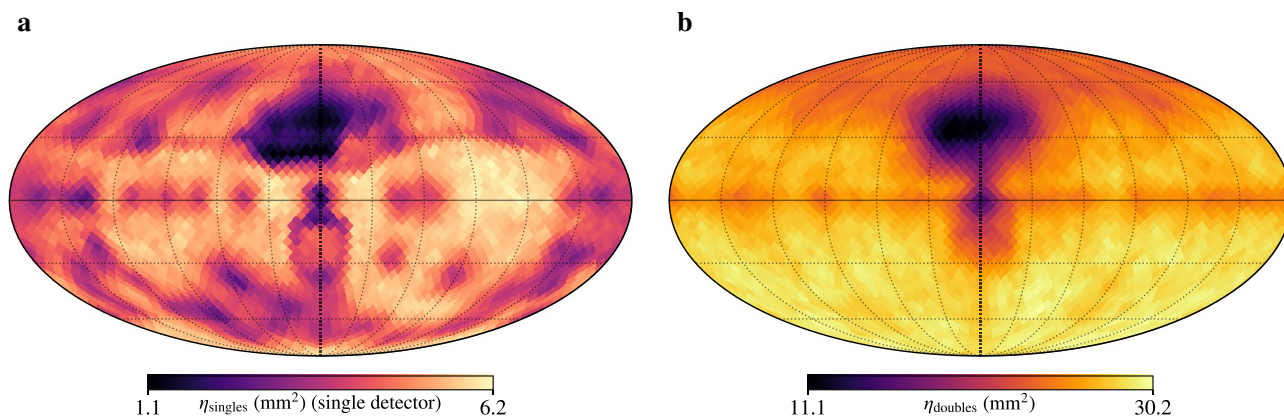 a
b
1.1 η_singles (mm²) (single detector) 6.2
11.1 η_doubles (mm²) 30.2